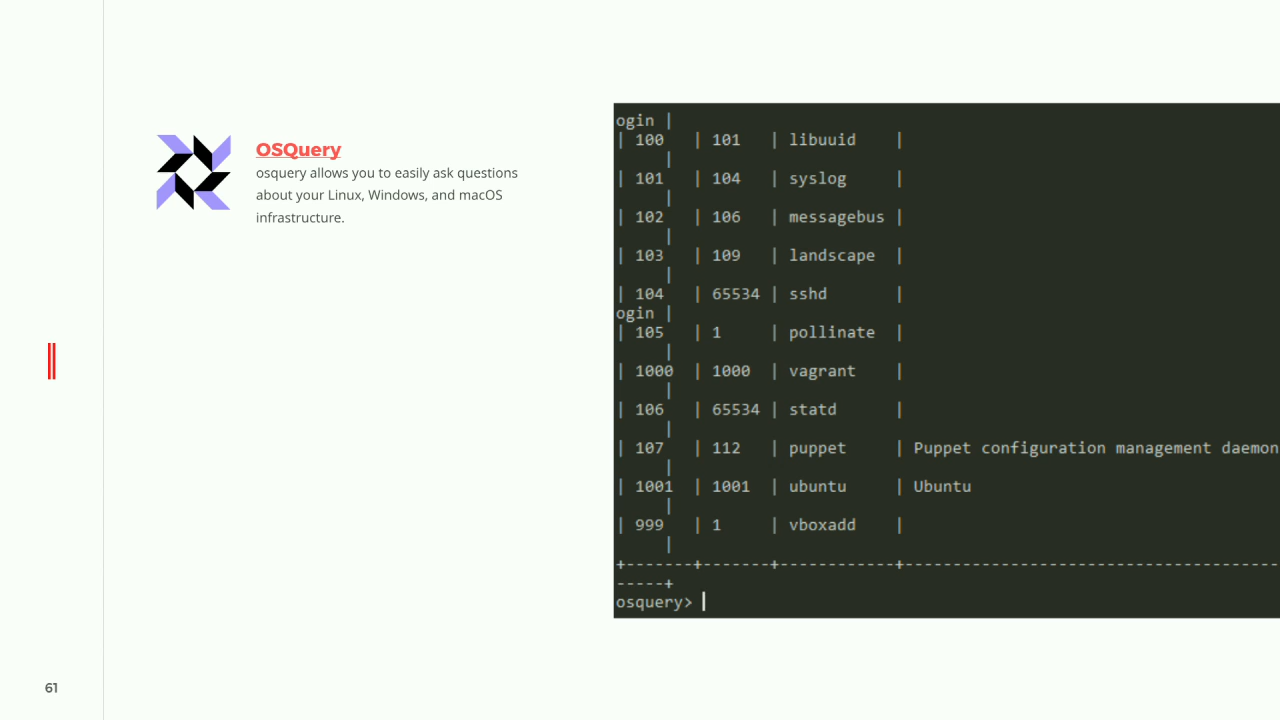 OSQuery
osquery allows you to easily ask questions
about your Linux, Windows, and macOS
infrastructure.
ogin |
| 100   | 101   | libuuid    |
     |
| 101   | 104   | syslog     |
     |
| 102   | 106   | messagebus |
     |
| 103   | 109   | landscape  |
     |
| 104   | 65534 | sshd       |
ogin |
| 105   | 1     | pollinate  |
     |
| 1000  | 1000  | vagrant    |
     |
| 106   | 65534 | statd      |
     |
| 107   | 112   | puppet     | Puppet configuration management daemon
     |
| 1001  | 1001  | ubuntu     | Ubuntu
     |
| 999   | 1     | vboxadd    |
     |
+-------+-------+------------+---------------------------------------
-----+
osquery>
61